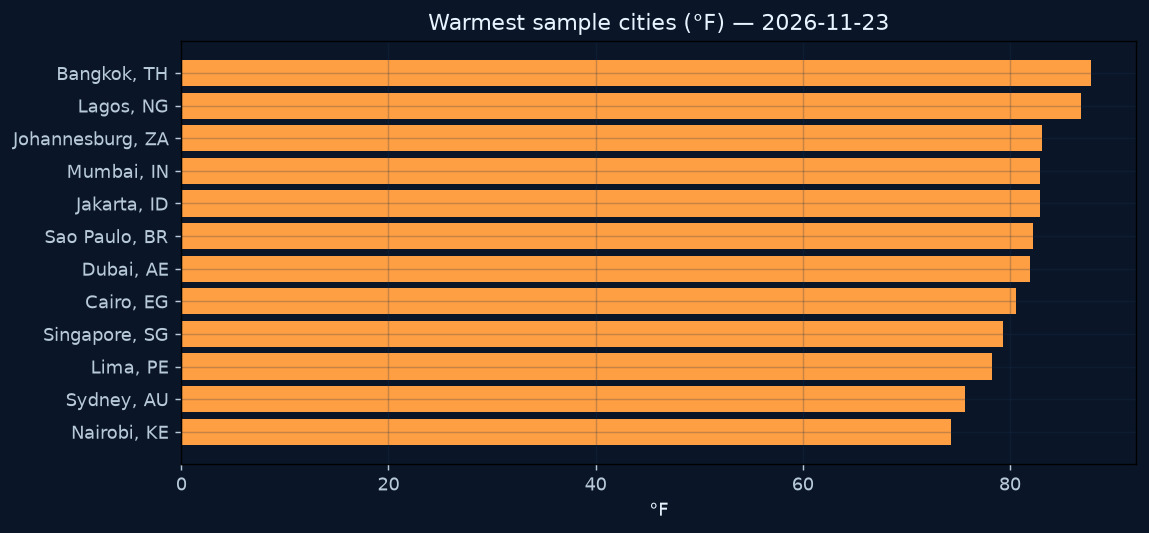 Warmest sample cities (°F) — 2026-11-23
Bangkok, TH
Lagos, NG
Johannesburg, ZA
Mumbai, IN
Jakarta, ID
Sao Paulo, BR
Dubai, AE
Cairo, EG
Singapore, SG
Lima, PE
Sydney, AU
Nairobi, KE
0 20 40 60 80
°F